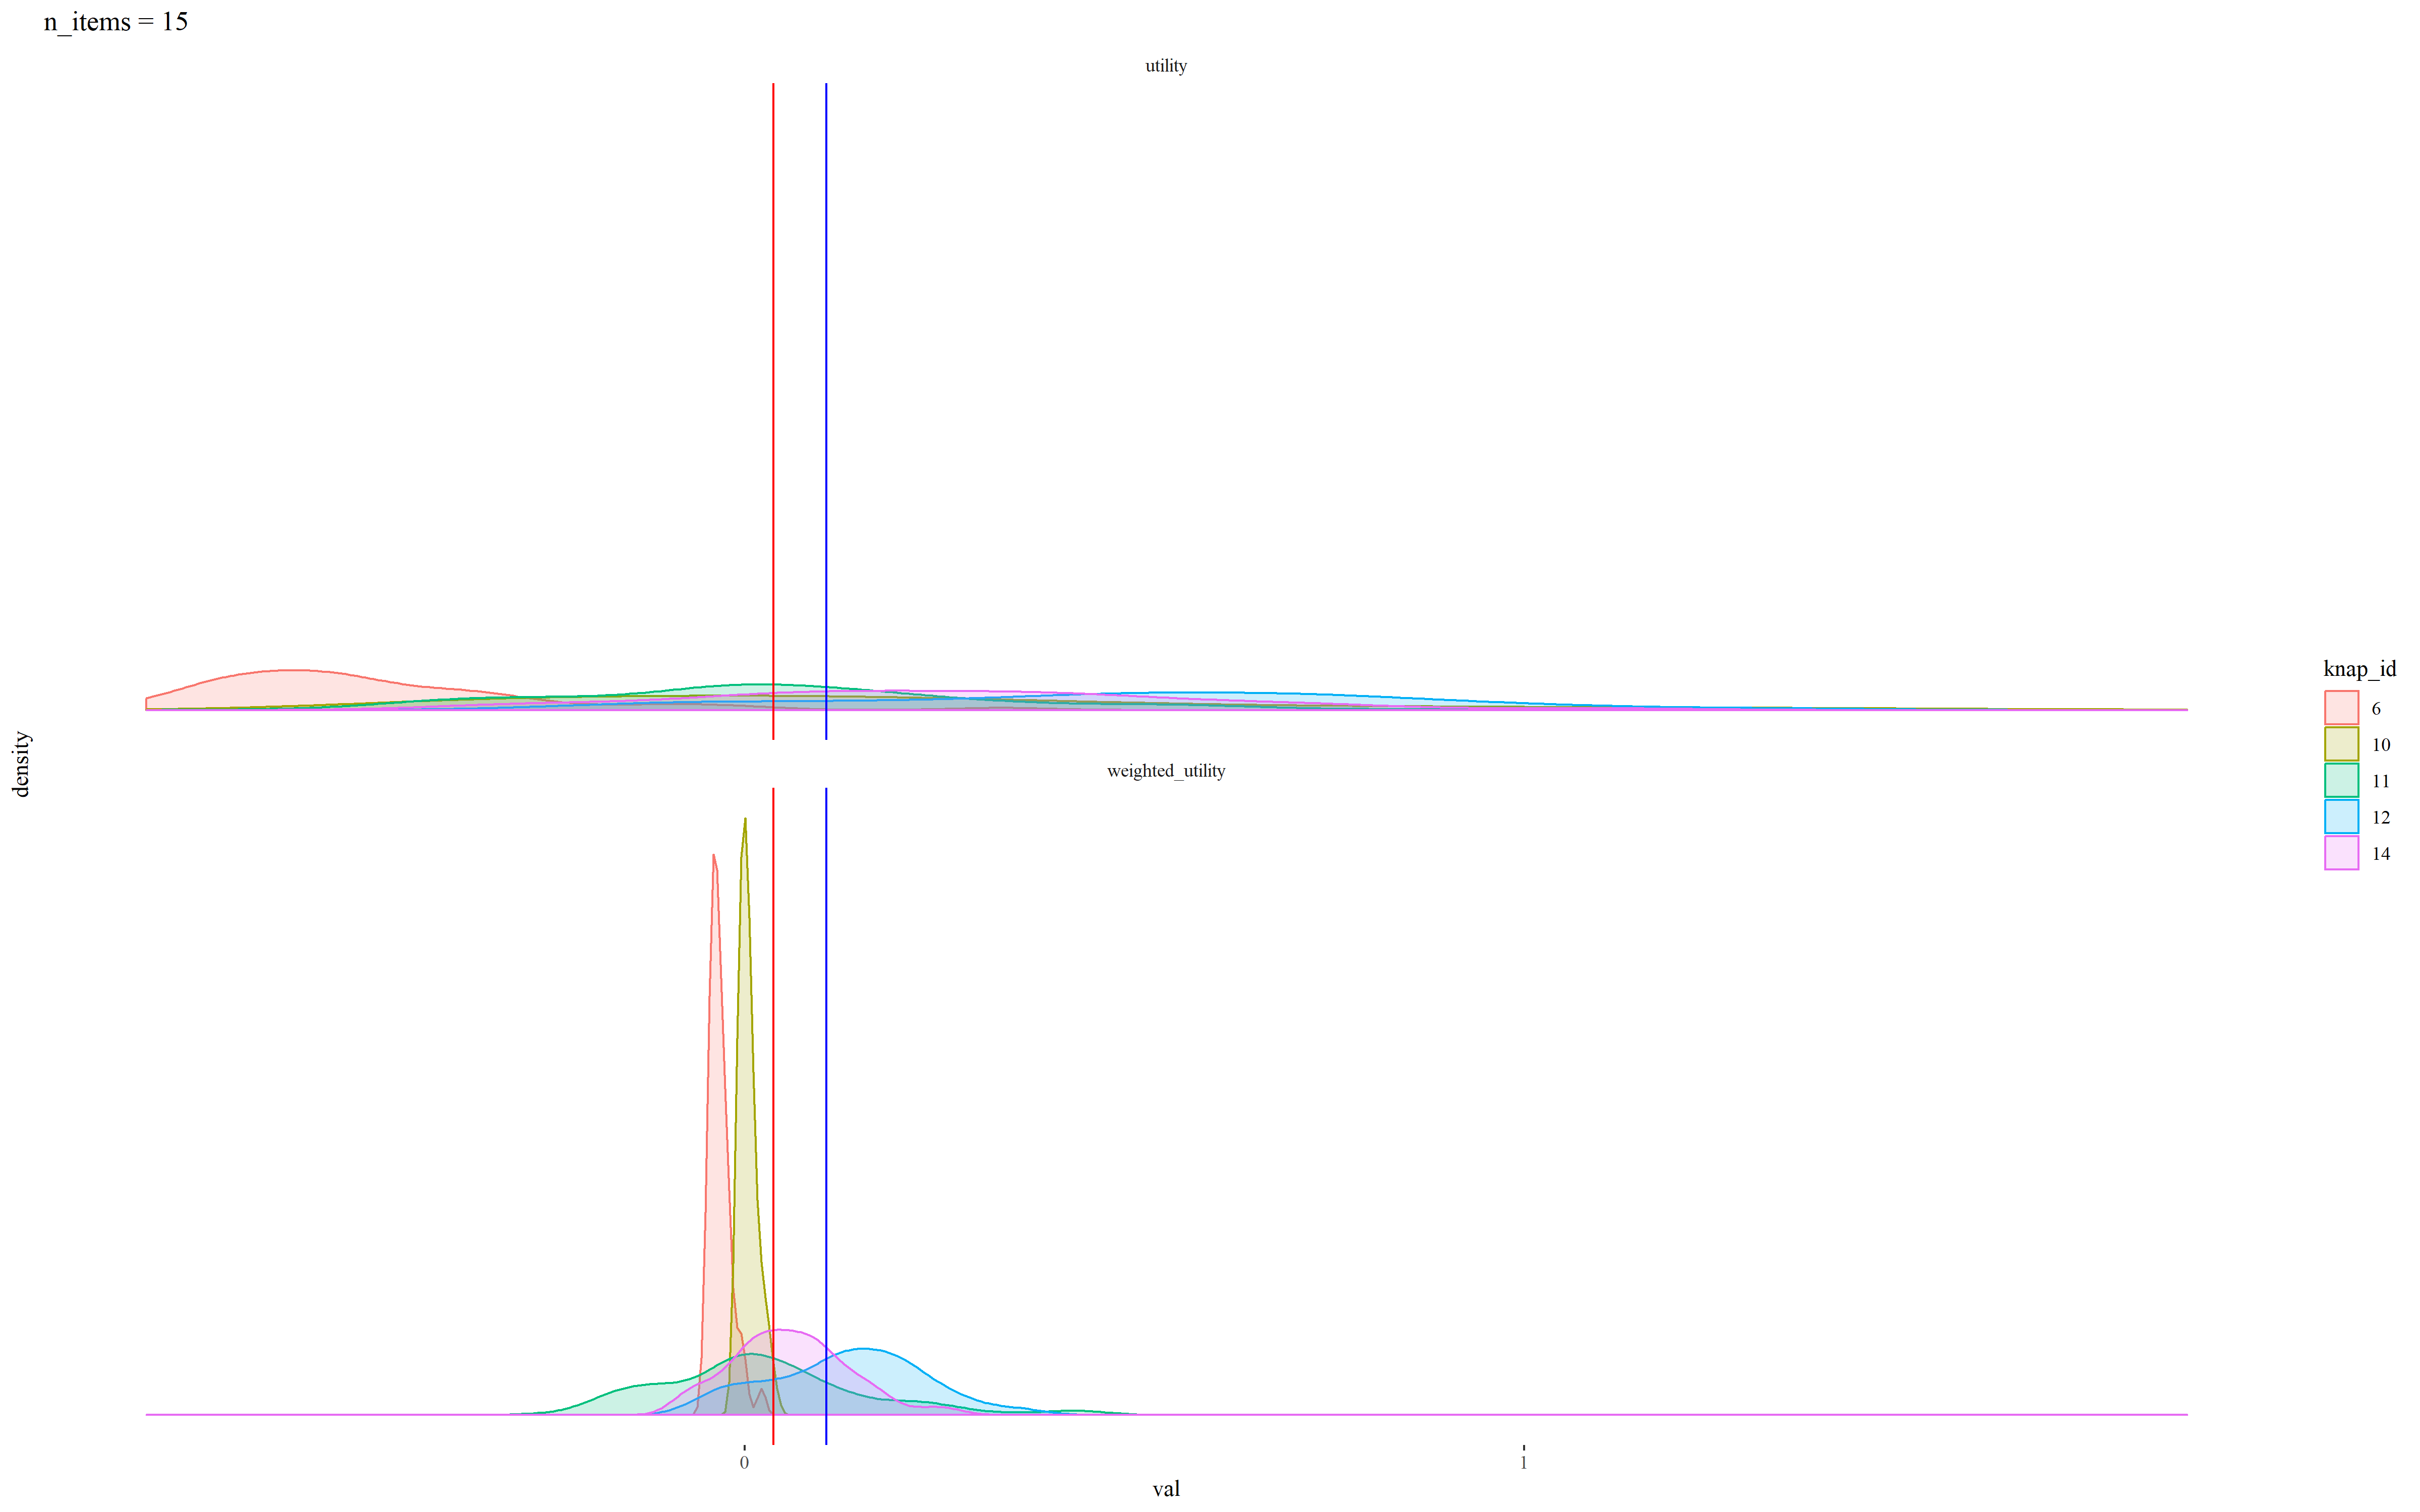 n_items = 15
utility
density
weighted_utility
0 1
val
knap_id
6
10
11
12
14